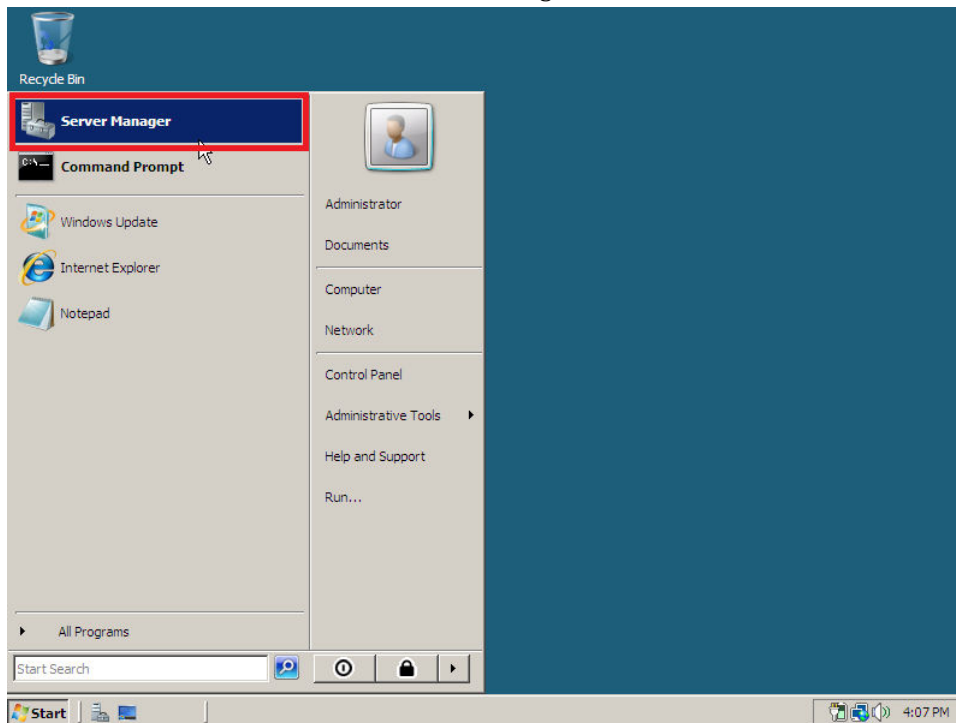 Recycle Bin
Server Manager
Command Prompt
Windows Update
Internet Explorer
Notepad
All Programs
Start Search
Administrator
Documents
Computer
Network
Control Panel
Administrative Tools
Help and Support
Run...
Start
4:07 PM